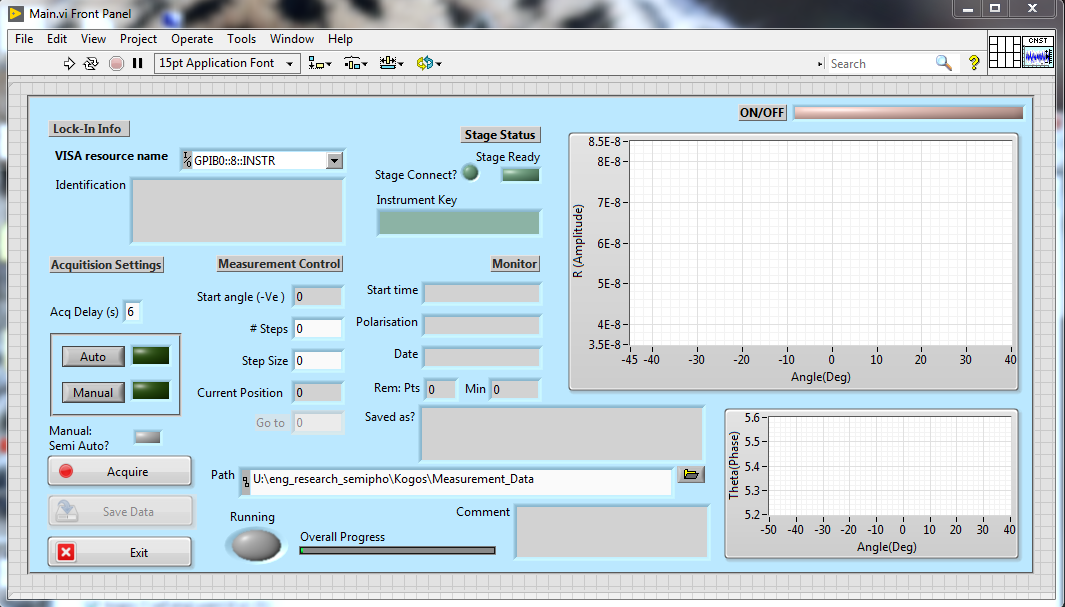 Main.vi Front Panel
File Edit View Project Operate Tools Window Help
15pt Application Font
Search
?
CNST
ON/OFF
Lock-In Info
VISA resource name
I/O
GPIB0::8::INSTR
Identification
Stage Status
Stage Ready
Stage Connect?
Instrument Key
Acquitision Settings
Acq Delay (s) 6
Auto
Manual
Manual:
Semi Auto?
Acquire
Save Data
Exit
Measurement Control
Start angle (-Ve ) 0
# Steps 0
Step Size 0
Current Position 0
Go to 0
Monitor
Start time
Polarisation
Date
Rem: Pts 0 Min 0
Saved as?
Path U:\eng_research_semipho\Kogos\Measurement_Data
Running
Overall Progress
Comment
R (Amplitude)
8.5E-8
8E-8
7E-8
6E-8
5E-8
4E-8
3.5E-8
-45 -40 -30 -20 -10 0 10 20 30 40
Angle(Deg)
Theta(Phase)
5.6
5.5
5.4
5.3
5.2
-50 -40 -30 -20 -10 0 10 20 30 40
Angle(Deg)